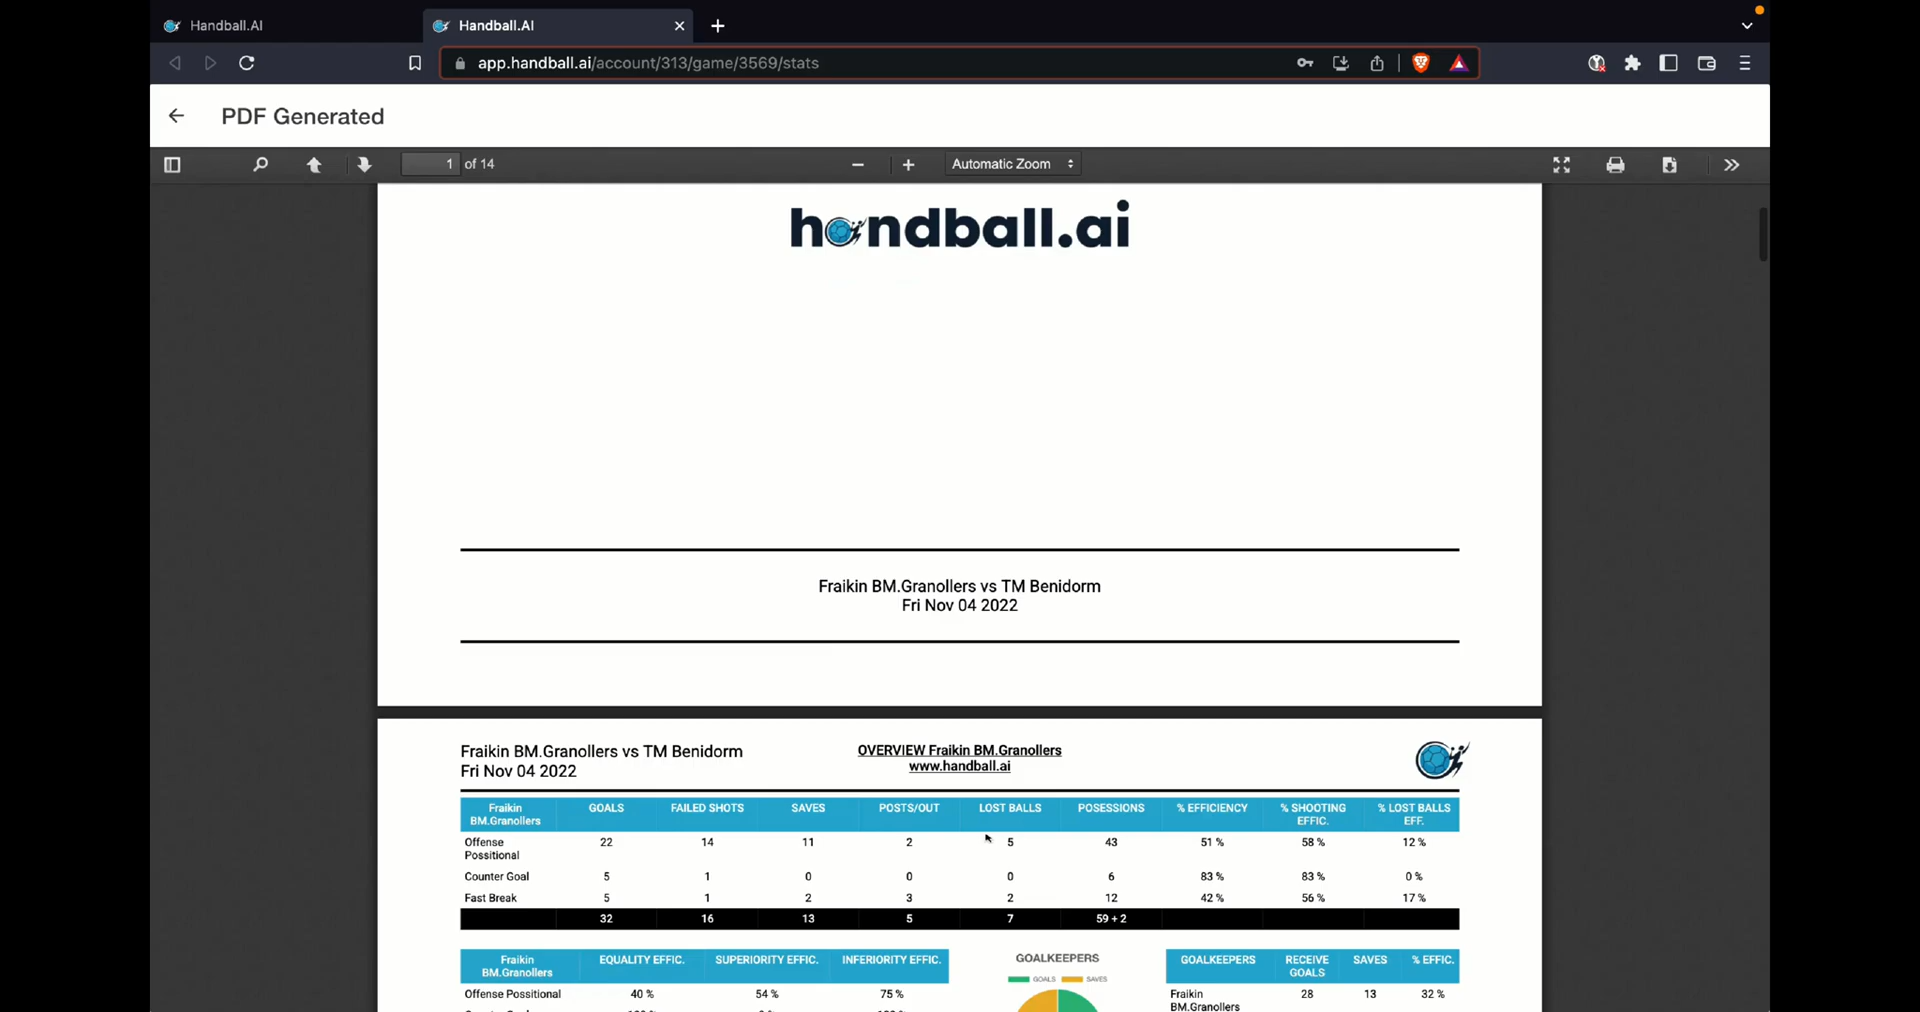 Handball.AI
Handball.AI
app.handball.ai/account/313/game/3569/stats
PDF Generated
1 of 14
Automatic Zoom
handball.ai
Fraikin BM.Granollers vs TM Benidorm
Fri Nov 04 2022
Fraikin BM.Granollers vs TM Benidorm
Fri Nov 04 2022
OVERVIEW Fraikin BM.Granollers
www.handball.ai
Fraikin BM.Granollers GOALS FAILED SHOTS SAVES POSTS/OUT LOST BALLS POSESSIONS % EFFICIENCY % SHOOTING EFFIC. % LOST BALLS EFF.
Offense Possitional 22 14 11 2 5 43 51 % 58 % 12 %
Counter Goal 5 1 0 0 0 6 83 % 83 % 0 %
Fast Break 5 1 2 3 2 12 42 % 56 % 17 %
32 16 13 5 7 59 + 2
Fraikin BM.Granollers EQUALITY EFFIC. SUPERIORITY EFFIC. INFERIORITY EFFIC.
Offense Possitional 40 % 54 % 75 %
GOALKEEPERS
GOALS SAVES
GOALKEEPERS RECEIVE GOALS SAVES % EFFIC.
Fraikin BM.Granollers 28 13 32 %